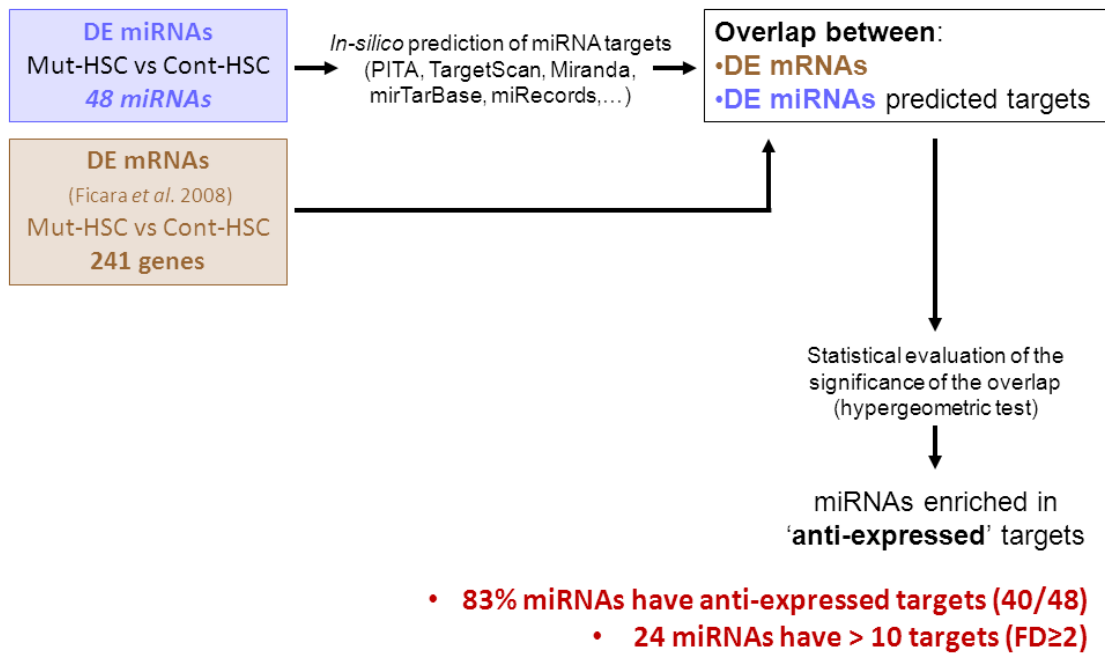 DE miRNAs
Mut-HSC vs Cont-HSC
48 miRNAs
In-silico prediction of miRNA targets
(PITA, TargetScan, Miranda,
mirTarBase, miRecords,…)
Overlap between:
•DE mRNAs
•DE miRNAs predicted targets
DE mRNAs
(Ficara et al. 2008)
Mut-HSC vs Cont-HSC
241 genes
Statistical evaluation of the
significance of the overlap
(hypergeometric test)
miRNAs enriched in
‘anti-expressed’ targets
• 83% miRNAs have anti-expressed targets (40/48)
• 24 miRNAs have > 10 targets (FD≥2)